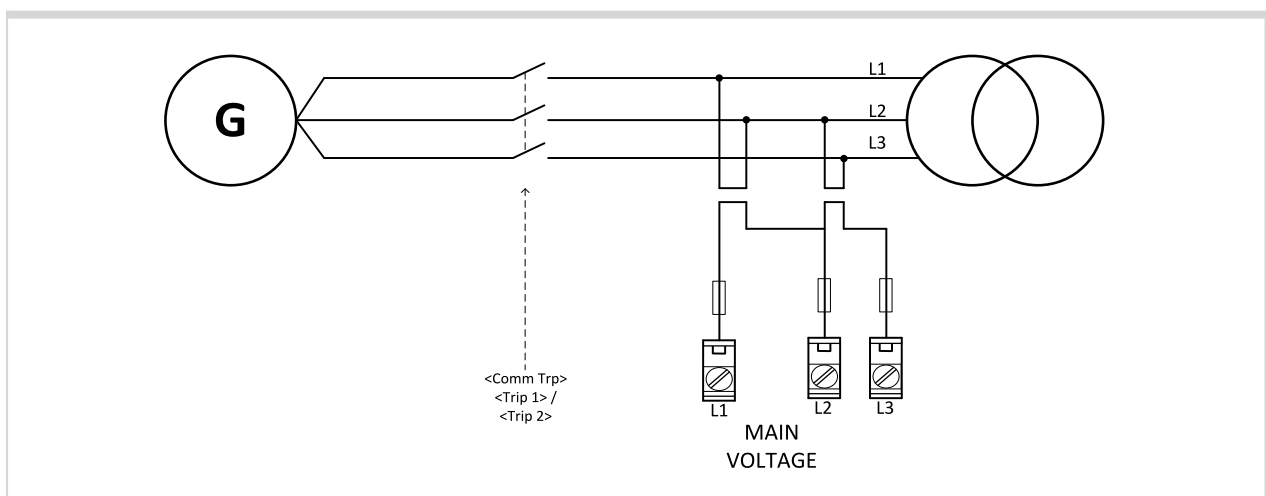 G
L1
L2
L3
<Comm Trp>
<Trip 1> /
<Trip 2>
L1
L2
L3
MAIN
VOLTAGE